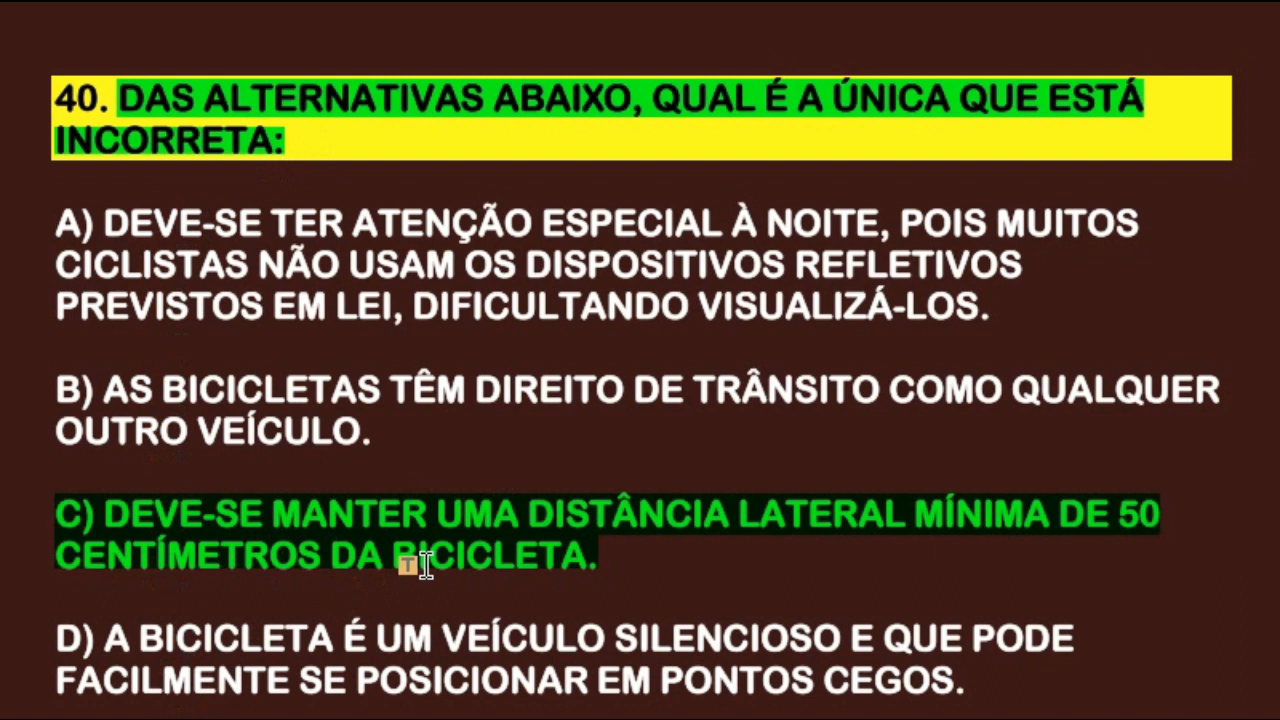 40. DAS ALTERNATIVAS ABAIXO, QUAL É A ÚNICA QUE ESTÁ
INCORRETA:
A) DEVE-SE TER ATENÇÃO ESPECIAL À NOITE, POIS MUITOS
CICLISTAS NÃO USAM OS DISPOSITIVOS REFLETIVOS
PREVISTOS EM LEI, DIFICULTANDO VISUALIZÁ-LOS.
B) AS BICICLETAS TÊM DIREITO DE TRÂNSITO COMO QUALQUER
OUTRO VEÍCULO.
C) DEVE-SE MANTER UMA DISTÂNCIA LATERAL MÍNIMA DE 50
CENTÍMETROS DA BICICLETA.
D) A BICICLETA É UM VEÍCULO SILENCIOSO E QUE PODE
FACILMENTE SE POSICIONAR EM PONTOS CEGOS.